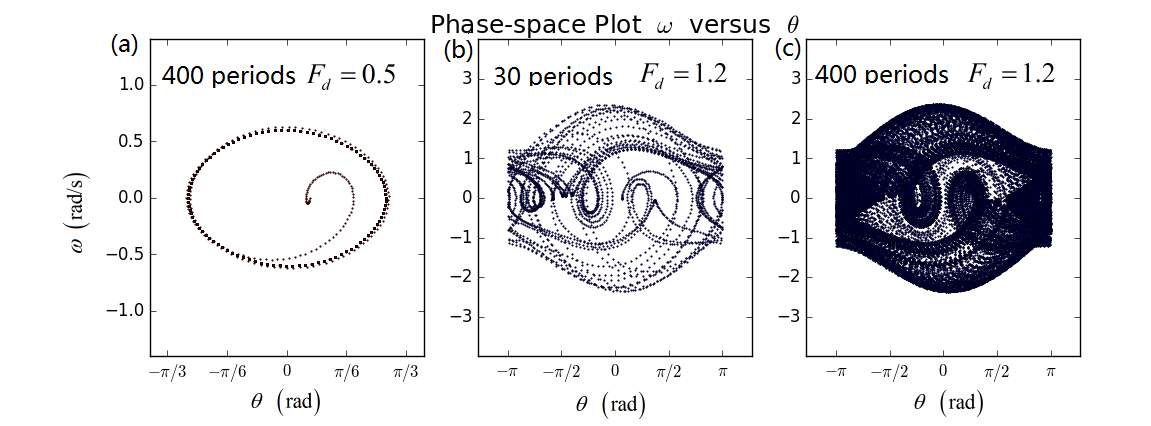 Phase-space Plot ω versus θ
(a)
400 periods F_d = 0.5
1.0
0.5
0.0
−0.5
−1.0
−π/3 −π/6 0 π/6 π/3
θ (rad)
ω (rad/s)
(b)
30 periods F_d = 1.2
3
2
1
0
−1
−2
−3
−π −π/2 0 π/2 π
θ (rad)
(c)
400 periods F_d = 1.2
3
2
1
0
−1
−2
−3
−π −π/2 0 π/2 π
θ (rad)